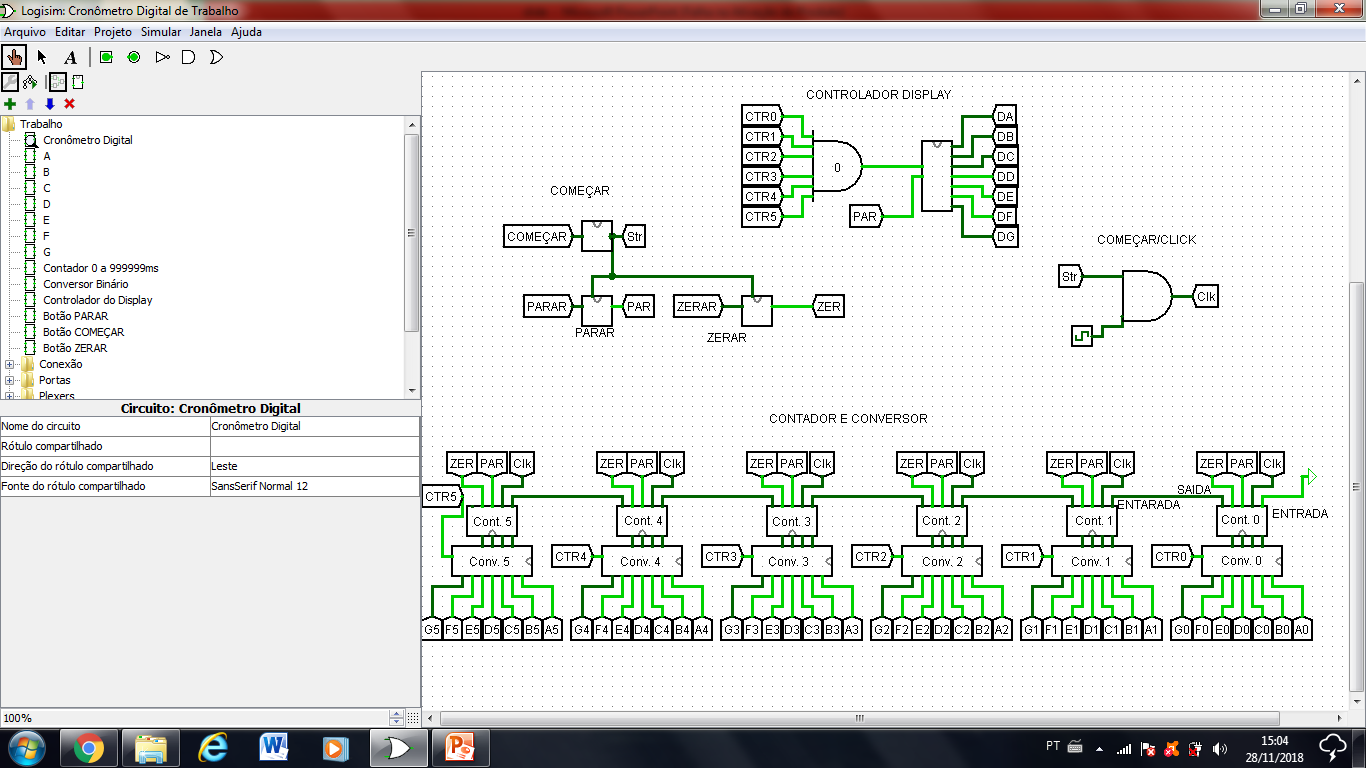 Logisim: Cronômetro Digital de Trabalho
Arquivo Editar Projeto Simular Janela Ajuda
A
Trabalho
Cronômetro Digital
A
B
C
D
E
F
G
Contador 0 a 999999ms
Conversor Binário
Controlador do Display
Botão PARAR
Botão COMEÇAR
Botão ZERAR
Conexão
Portas
Plexers
Circuito: Cronômetro Digital
Nome do circuito Cronômetro Digital
Rótulo compartilhado
Direção do rótulo compartilhado Leste
Fonte do rótulo compartilhado SansSerif Normal 12
100%
CONTROLADOR DISPLAY
CTR0 DA
CTR1 DB
CTR2 DC
CTR3 DD
CTR4 DE
CTR5 DF
DG
0
PAR
COMEÇAR
COMEÇAR Str
PARAR PAR
PARAR
ZERAR ZER
ZERAR
COMEÇAR/CLICK
Str
Clk
CONTADOR E CONVERSOR
ZER PAR Clk ZER PAR Clk ZER PAR Clk ZER PAR Clk ZER PAR Clk ZER PAR Clk
CTR5 SAIDA
ENTARADA ENTRADA
Cont. 5 Cont. 4 Cont. 3 Cont. 2 Cont. 1 Cont. 0
CTR4 CTR3 CTR2 CTR1 CTR0
Conv. 5 Conv. 4 Conv. 3 Conv. 2 Conv. 1 Conv. 0
G5 F5 E5 D5 C5 B5 A5 G4 F4 E4 D4 C4 B4 A4 G3 F3 E3 D3 C3 B3 A3 G2 F2 E2 D2 C2 B2 A2 G1 F1 E1 D1 C1 B1 A1 G0 F0 E0 D0 C0 B0 A0
PT
15:04
28/11/2018